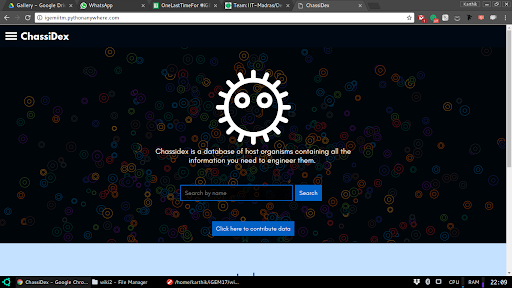 Gallery - Google Dri
WhatsApp
OneLastTimeFor #iG
Team: IIT-Madras/De
ChassiDex
Karthik
igemiitm.pythonanywhere.com
ChassiDex
Chassidex is a database of host organisms containing all the
information you need to engineer them.
Search by name
Search
Click here to contribute data
ChassiDex - Google Chro...
wiki2 - File Manager
/home/karthik/iGEM17/wi...
CPU
RAM
22:09